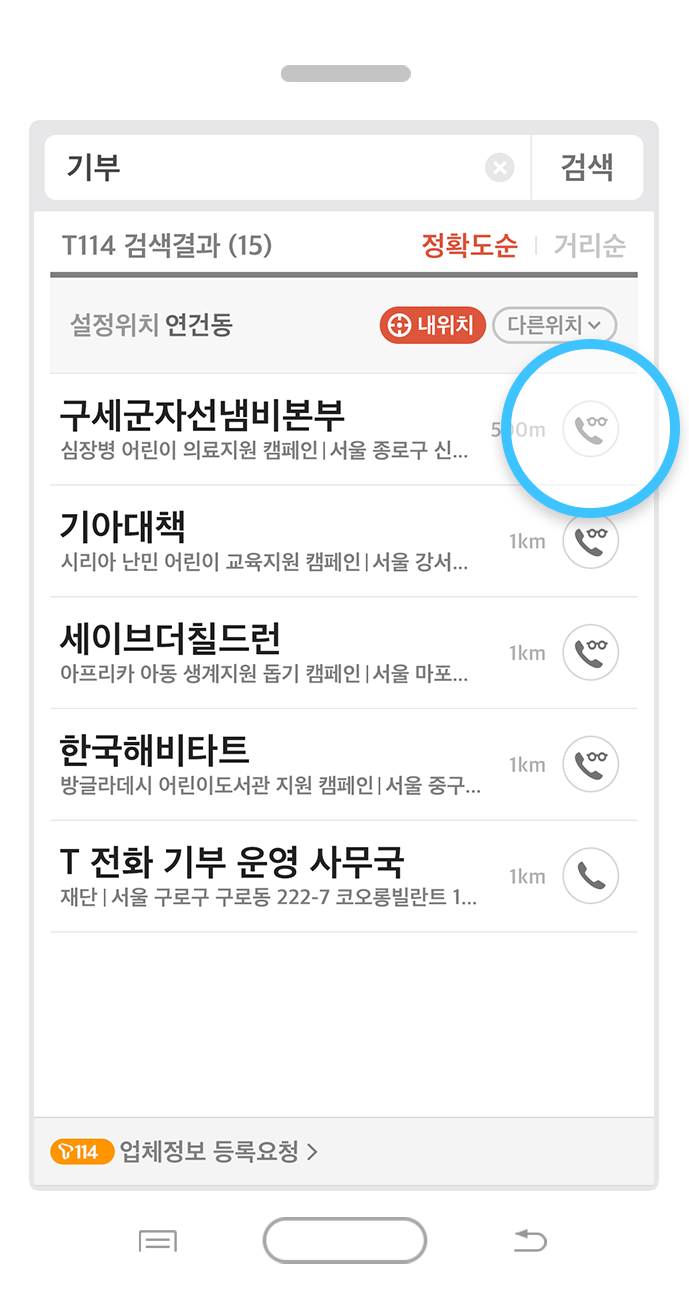 기부
검색
T114 검색결과 (15)
정확도순
거리순
설정위치 연건동
내위치
다른위치
구세군자선냄비본부
심장병 어린이 의료지원 캠페인 | 서울 종로구 신...
500m
기아대책
시리아 난민 어린이 교육지원 캠페인 | 서울 강서...
1km
세이브더칠드런
아프리카 아동 생계지원 돕기 캠페인 | 서울 마포...
1km
한국해비타트
방글라데시 어린이도서관 지원 캠페인 | 서울 중구...
1km
T 전화 기부 운영 사무국
재단 | 서울 구로구 구로동 222-7 코오롱빌란트 1...
1km
114 업체정보 등록요청 >